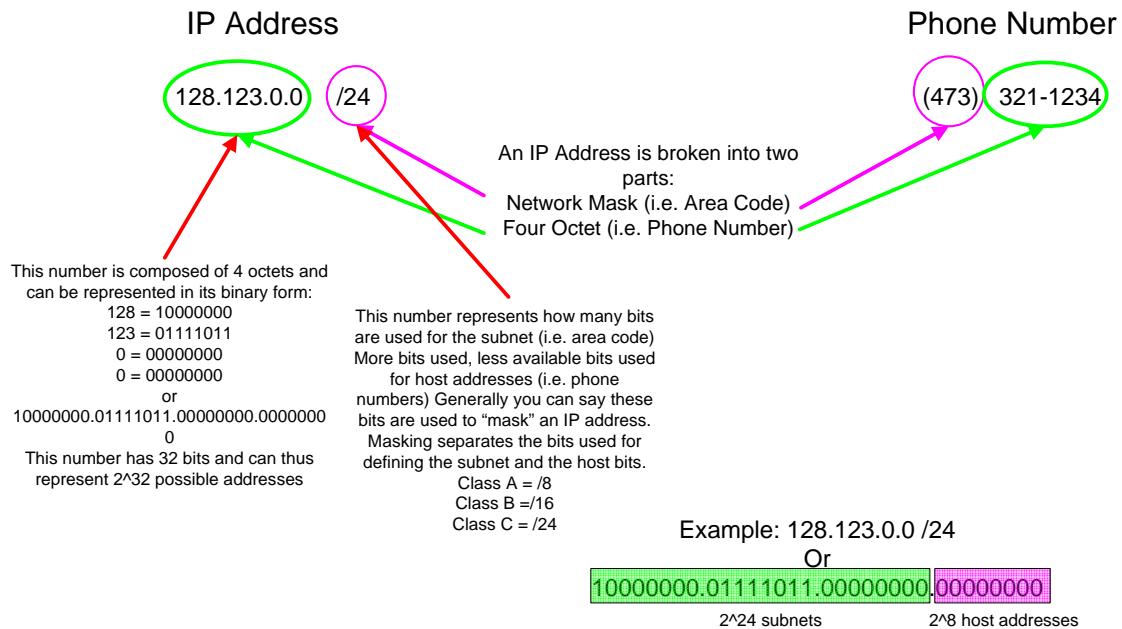 IP Address
Phone Number
128.123.0.0
/24
(473)
321-1234
An IP Address is broken into two
parts:
Network Mask (i.e. Area Code)
Four Octet (i.e. Phone Number)
This number is composed of 4 octets and
can be represented in its binary form:
128 = 10000000
123 = 01111011
0 = 00000000
0 = 00000000
or
10000000.01111011.00000000.0000000
0
This number has 32 bits and can thus
represent 2^32 possible addresses
This number represents how many bits
are used for the subnet (i.e. area code)
More bits used, less available bits used
for host addresses (i.e. phone
numbers) Generally you can say these
bits are used to “mask” an IP address.
Masking separates the bits used for
defining the subnet and the host bits.
Class A = /8
Class B =/16
Class C = /24
Example: 128.123.0.0 /24
Or
10000000.01111011.00000000.00000000
2^24 subnets
2^8 host addresses